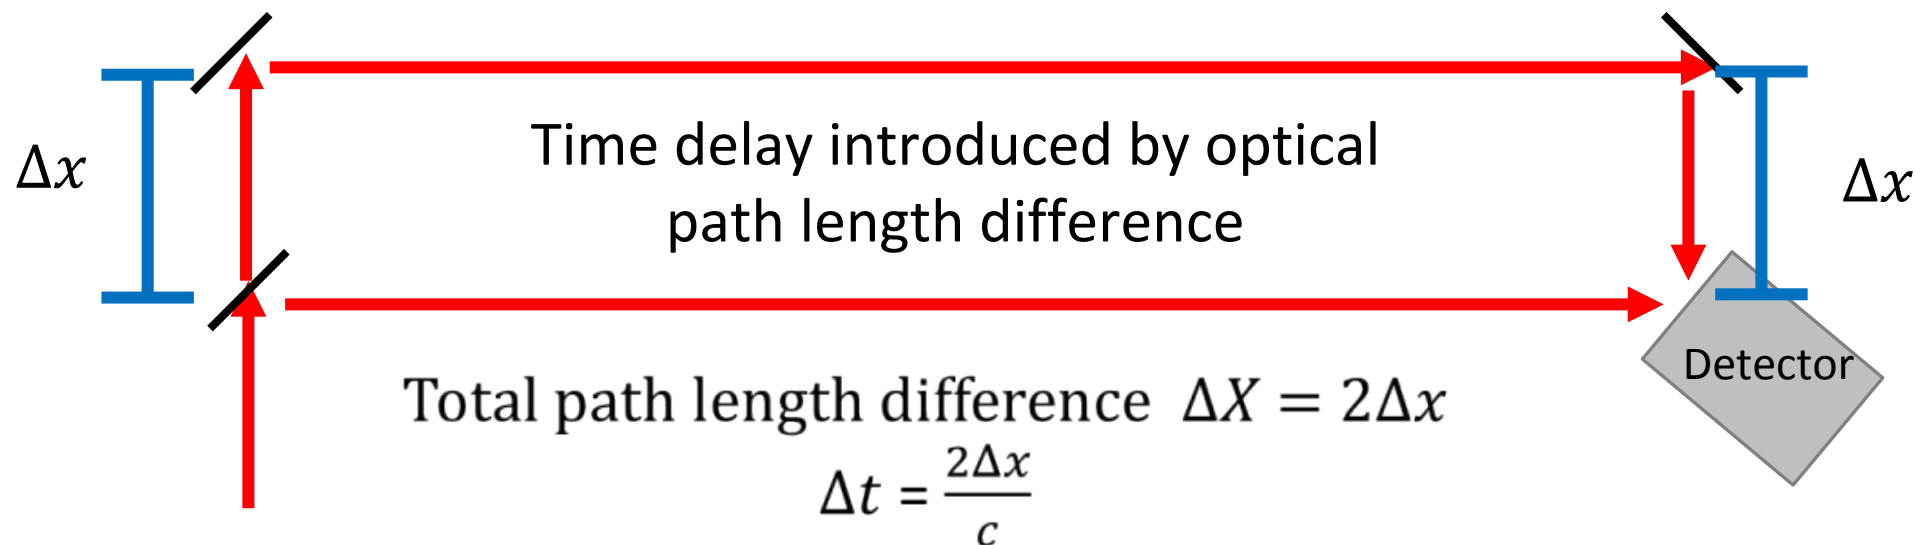 Δx
Time delay introduced by optical
path length difference
Δx
Detector
Total path length difference ΔX = 2Δx
Δt = 2Δx/c